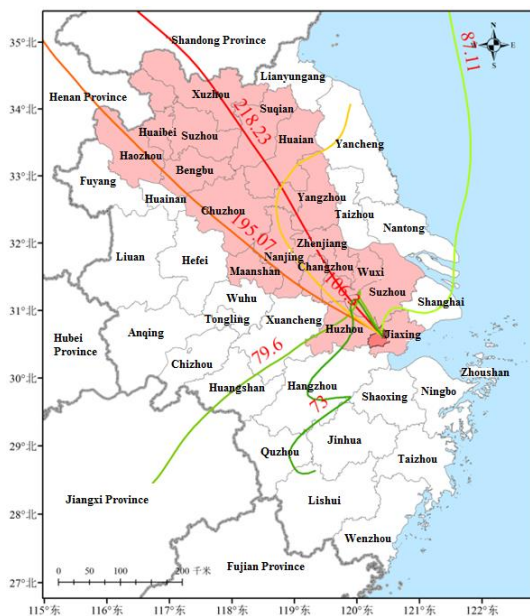 35°北
34°北
33°北
32°北
31°北
30°北
29°北
28°北
27°北
Shandong Province
87.11
N
W
E
S
Lianyungang
Henan Province
Xuzhou
218.23
Suqian
Huaibei
Suzhou
Huaian
Yancheng
Haozhou
Bengbu
Fuyang
Huainan
Chuzhou
Yangzhou
Taizhou
195.07
Zhenjiang
Nantong
Liuan
Hefei
Nanjing
Changzhou
Wuxi
Maanshan
106.
Suzhou
Wuhu
Shanghai
Hubei
Province
Anqing
Tongling
Xuancheng
Huzhou
Jiaxing
79.6
Chizhou
Zhoushan
Huangshan
Hangzhou
Shaoxing
Ningbo
73
Quzhou
Jinhua
Taizhou
Jiangxi Province
Lishui
Wenzhou
Fujian Province
0 50 100 200 千米
115°东 116°东 117°东 118°东 119°东 120°东 121°东 122°东